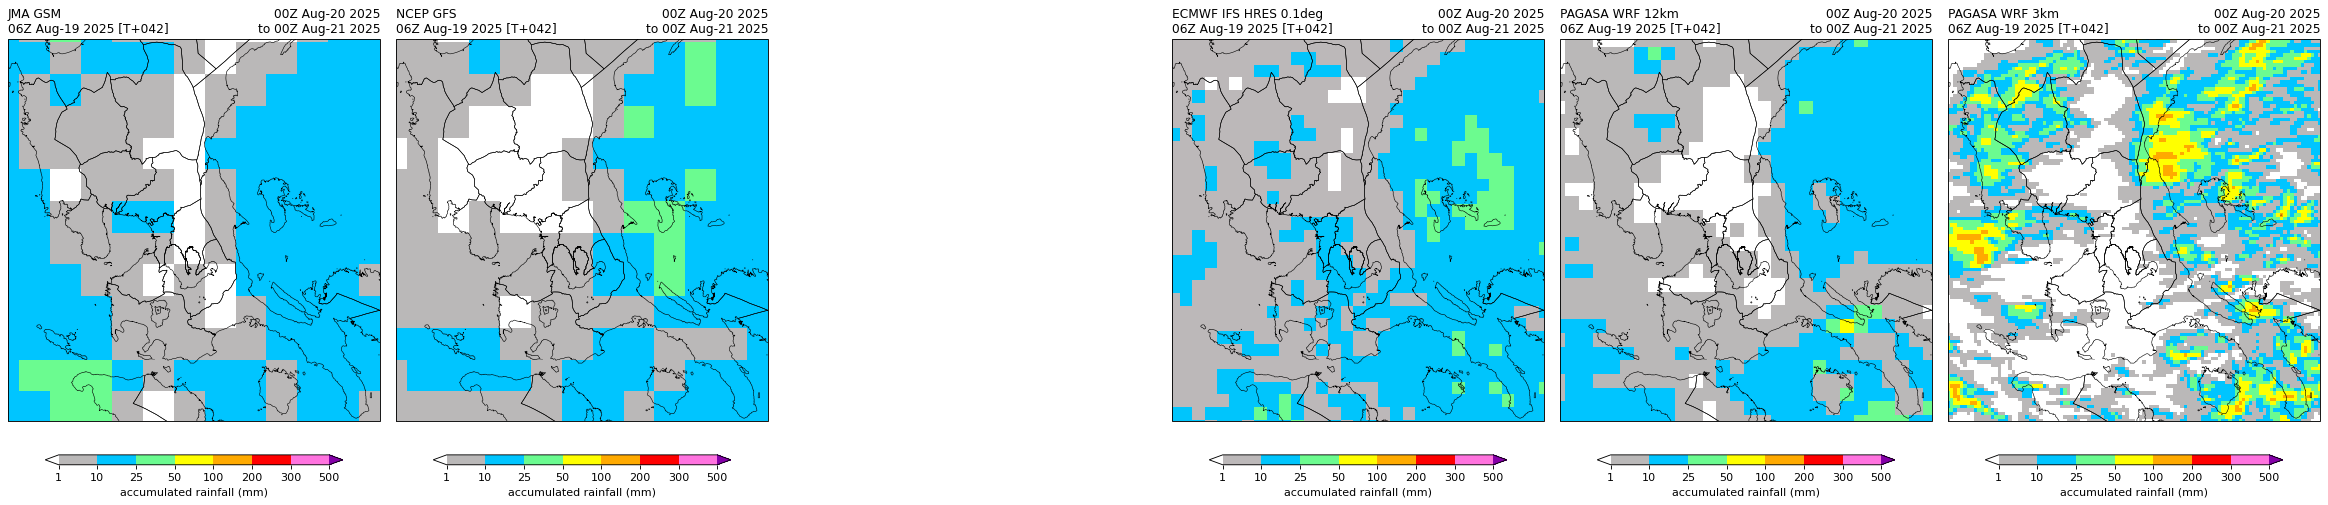 JMA GSM 00Z Aug-20 2025
06Z Aug-19 2025 [T+042] to 00Z Aug-21 2025
1 10 25 50 100 200 300 500
accumulated rainfall (mm)
NCEP GFS 00Z Aug-20 2025
06Z Aug-19 2025 [T+042] to 00Z Aug-21 2025
1 10 25 50 100 200 300 500
accumulated rainfall (mm)
ECMWF IFS HRES 0.1deg 00Z Aug-20 2025
06Z Aug-19 2025 [T+042] to 00Z Aug-21 2025
1 10 25 50 100 200 300 500
accumulated rainfall (mm)
PAGASA WRF 12km 00Z Aug-20 2025
06Z Aug-19 2025 [T+042] to 00Z Aug-21 2025
1 10 25 50 100 200 300 500
accumulated rainfall (mm)
PAGASA WRF 3km 00Z Aug-20 2025
06Z Aug-19 2025 [T+042] to 00Z Aug-21 2025
1 10 25 50 100 200 300 500
accumulated rainfall (mm)